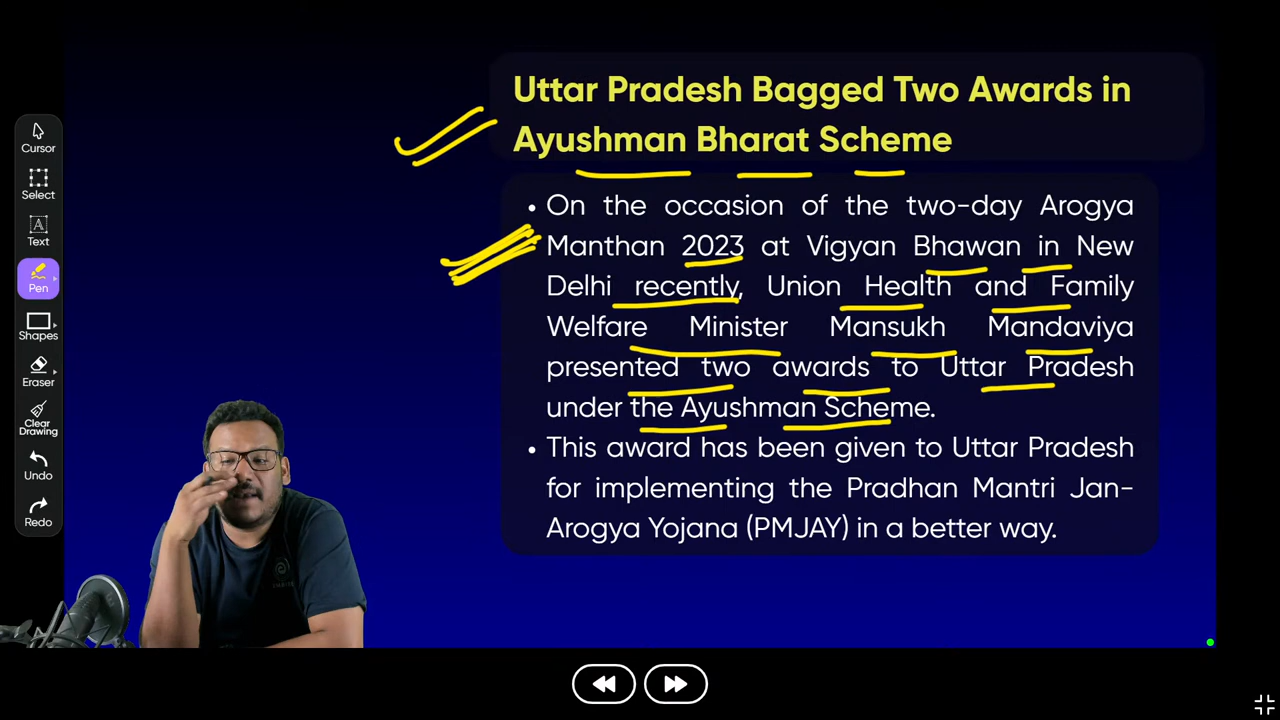 Uttar Pradesh Bagged Two Awards in
Ayushman Bharat Scheme
• On the occasion of the two-day Arogya
Manthan 2023 at Vigyan Bhawan in New
Delhi recently, Union Health and Family
Welfare Minister Mansukh Mandaviya
presented two awards to Uttar Pradesh
under the Ayushman Scheme.
• This award has been given to Uttar Pradesh
for implementing the Pradhan Mantri Jan-
Arogya Yojana (PMJAY) in a better way.
Cursor
Select
Text
Pen
Shapes
Eraser
Clear
Drawing
Undo
Redo